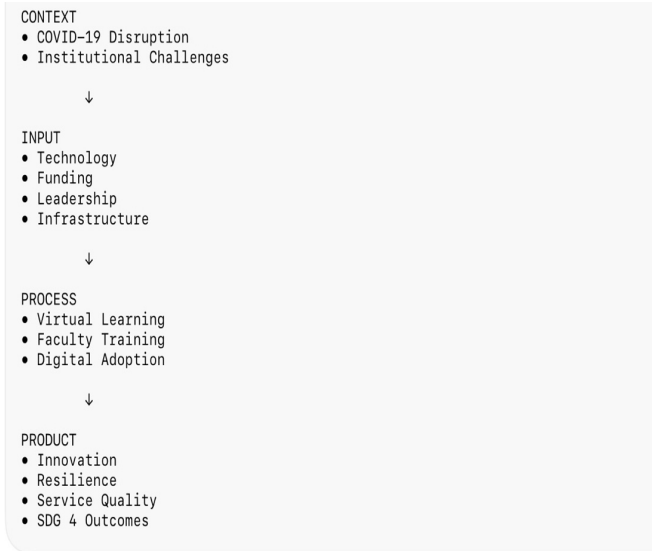 CONTEXT
• COVID-19 Disruption
• Institutional Challenges
↓
INPUT
• Technology
• Funding
• Leadership
• Infrastructure
↓
PROCESS
• Virtual Learning
• Faculty Training
• Digital Adoption
↓
PRODUCT
• Innovation
• Resilience
• Service Quality
• SDG 4 Outcomes